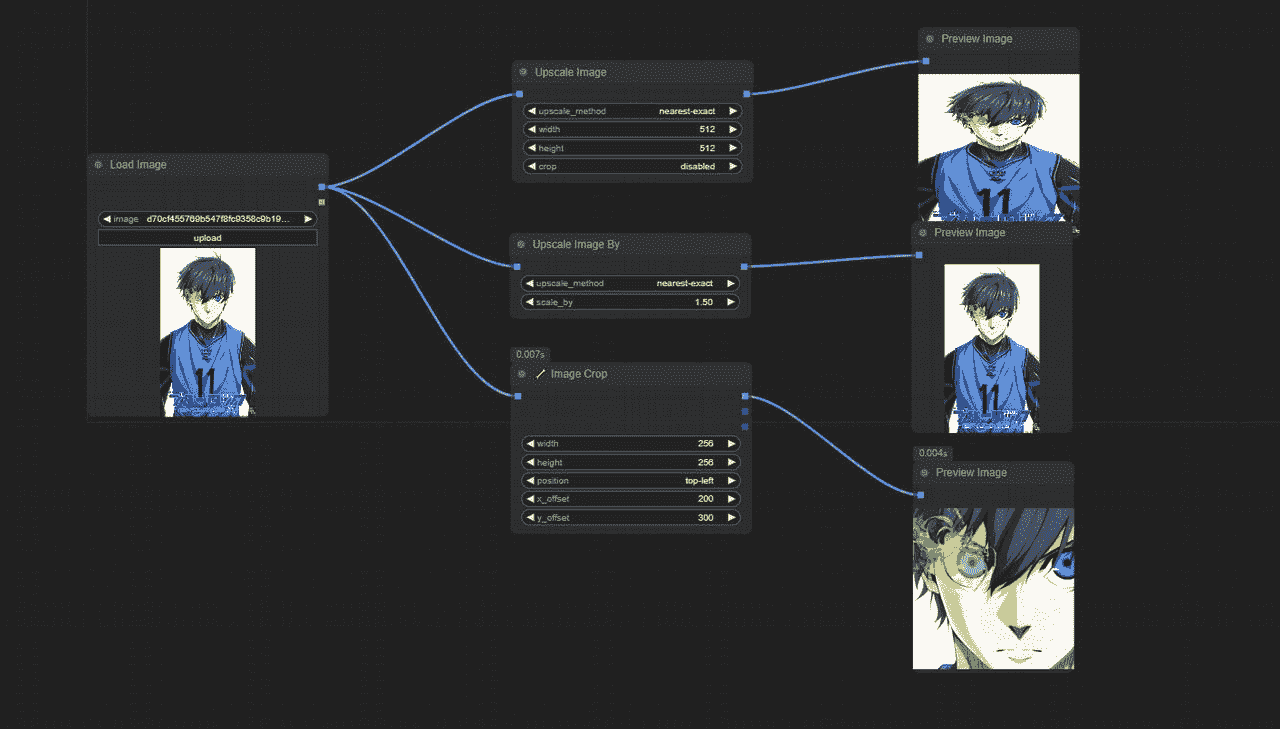 Load Image
image d70cf455769b547f8fc9358c9b19...
upload
11
Upscale Image
upscale_method nearest-exact
width 512
height 512
crop disabled
Upscale Image By
upscale_method nearest-exact
scale_by 1.50
0.007s
Image Crop
width 256
height 256
position top-left
x_offset 200
y_offset 300
Preview Image
11
Preview Image
11
0.004s
Preview Image